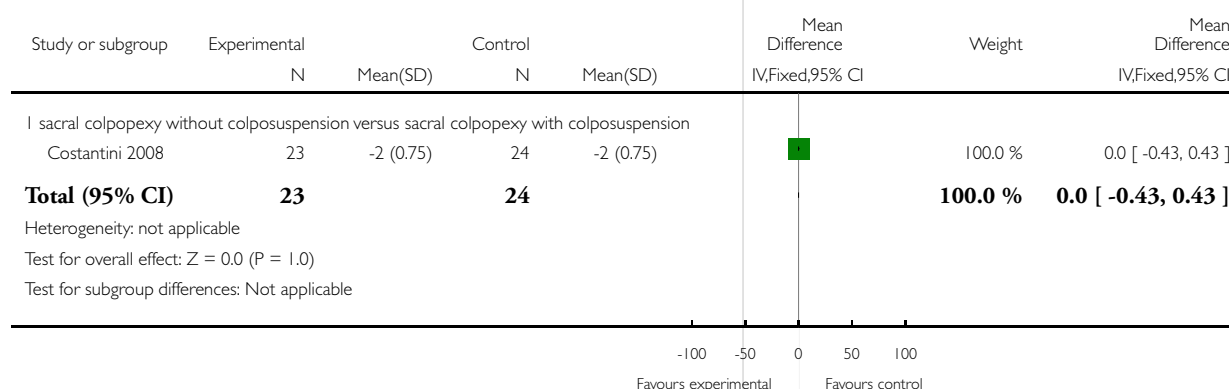 Mean Mean
Study or subgroup Experimental Control Difference Weight Difference
N Mean(SD) N Mean(SD) IV,Fixed,95% CI IV,Fixed,95% CI
1 sacral colpopexy without colposuspension versus sacral colpopexy with colposuspension
Costantini 2008 23 -2 (0.75) 24 -2 (0.75) 100.0 % 0.0 [ -0.43, 0.43 ]
Total (95% CI) 23 24 100.0 % 0.0 [ -0.43, 0.43 ]
Heterogeneity: not applicable
Test for overall effect: Z = 0.0 (P = 1.0)
Test for subgroup differences: Not applicable
-100 -50 0 50 100
Favours experimental Favours control